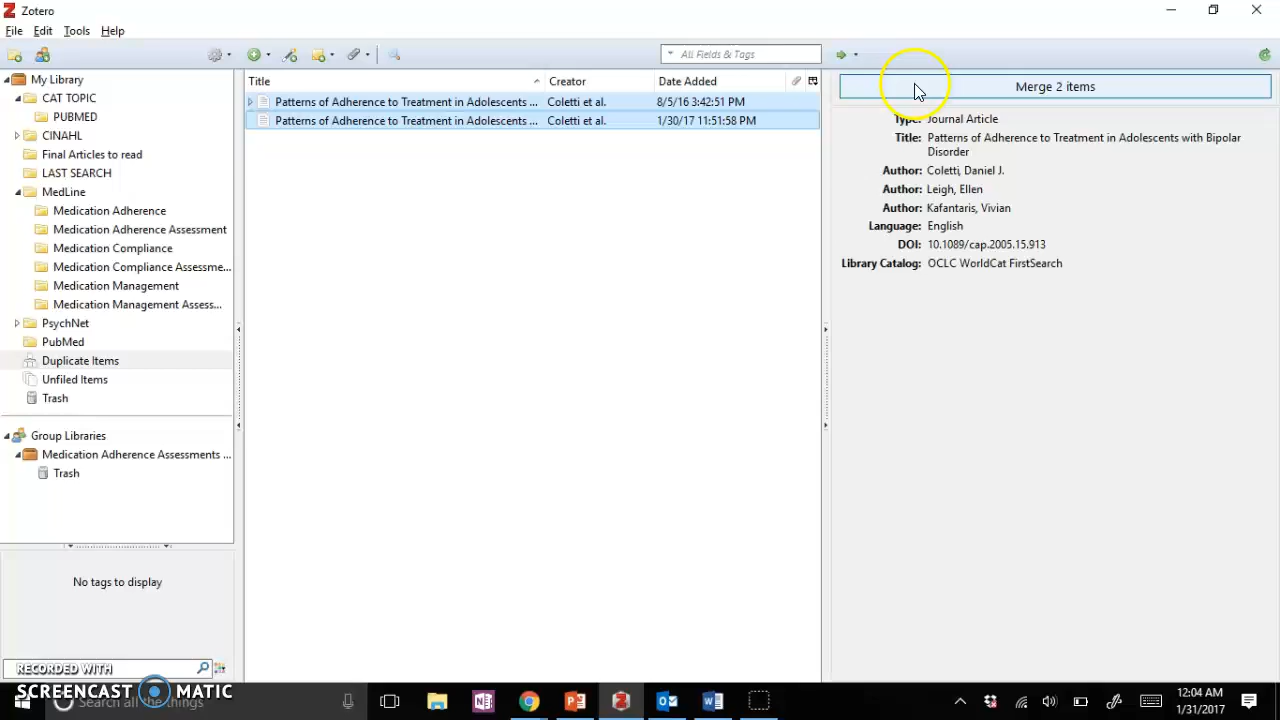 Zotero
File Edit Tools Help
All Fields & Tags
My Library
CAT TOPIC
PUBMED
CINAHL
Final Articles to read
LAST SEARCH
MedLine
Medication Adherence
Medication Adherence Assessment
Medication Compliance
Medication Compliance Assessme...
Medication Management
Medication Management Assess...
PsychNet
PubMed
Duplicate Items
Unfiled Items
Trash
Group Libraries
Medication Adherence Assessments ...
Trash
No tags to display
Title Creator Date Added
Patterns of Adherence to Treatment in Adolescents ... Coletti et al. 8/5/16 3:42:51 PM
Patterns of Adherence to Treatment in Adolescents ... Coletti et al. 1/30/17 11:51:58 PM
Merge 2 items
Type: Journal Article
Title: Patterns of Adherence to Treatment in Adolescents with Bipolar
Disorder
Author: Coletti, Daniel J.
Author: Leigh, Ellen
Author: Kafantaris, Vivian
Language: English
DOI: 10.1089/cap.2005.15.913
Library Catalog: OCLC WorldCat FirstSearch
RECORDED WITH
SCREENCAST MATIC
Search all the things
12:04 AM
1/31/2017